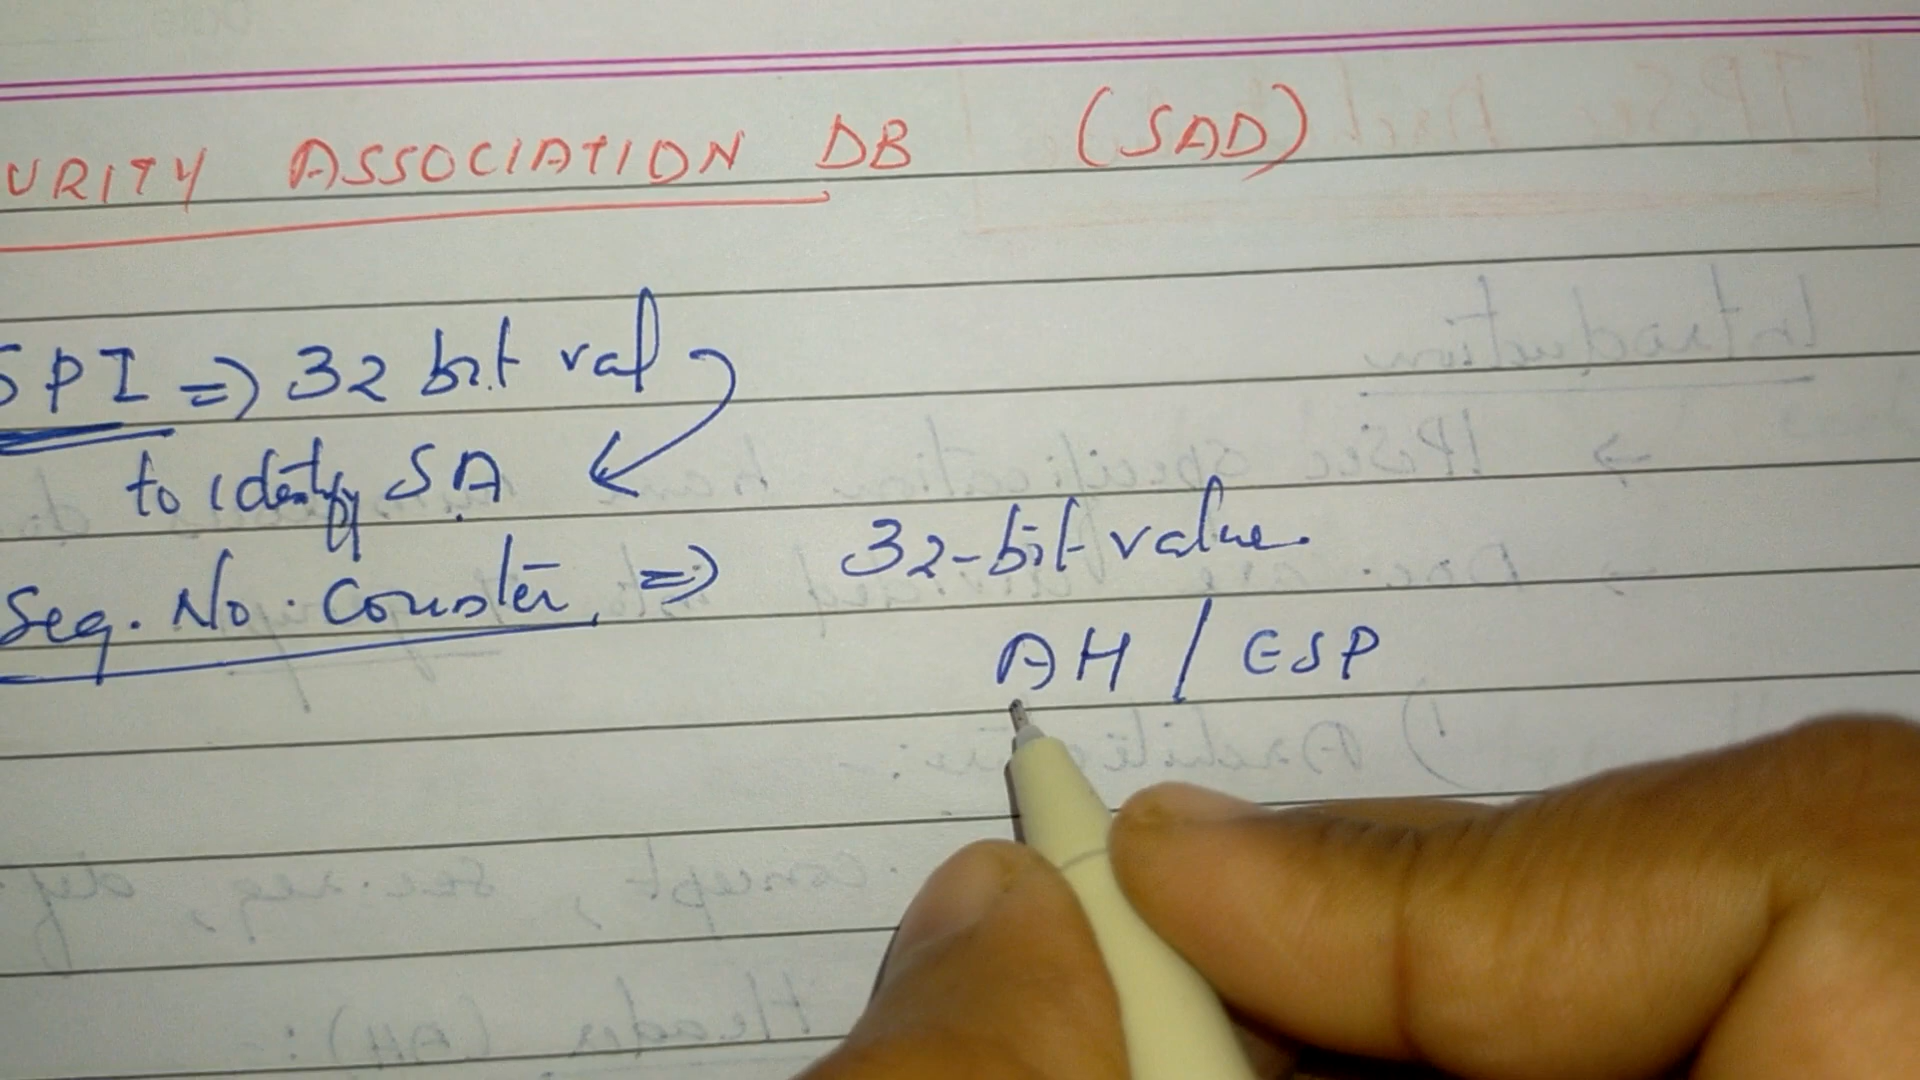 URITY ASSOCIATION DB (SAD)
SPI => 32 bit val
to identify SA
Seq. No. Counter => 32-bit value.
AH / ESP